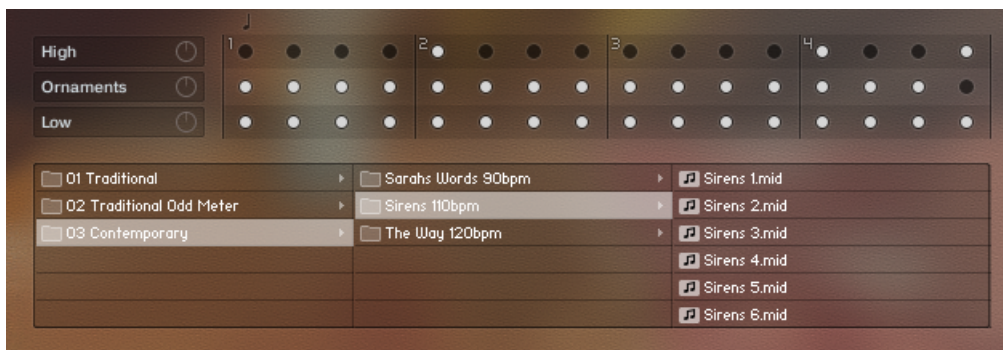 1 2 3 4
High
Ornaments
Low
01 Traditional Sarahs Words 90bpm Sirens 1.mid
02 Traditional Odd Meter Sirens 110bpm Sirens 2.mid
03 Contemporary The Way 120bpm Sirens 3.mid
Sirens 4.mid
Sirens 5.mid
Sirens 6.mid